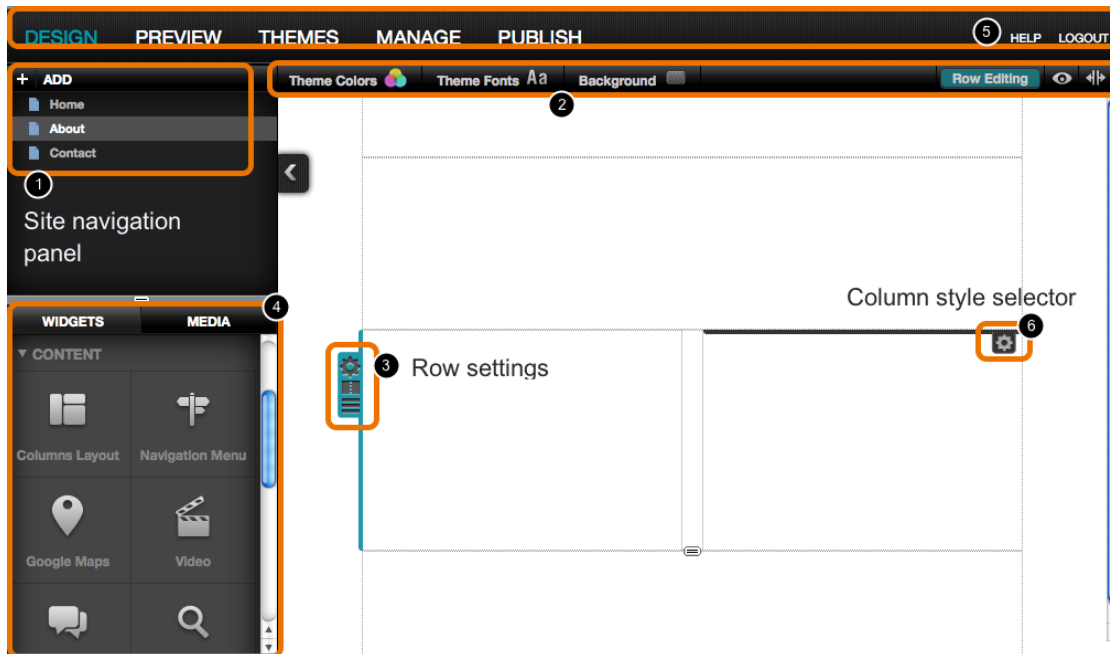 DESIGN PREVIEW THEMES MANAGE PUBLISH 5 HELP LOGOUT
+ ADD
Home
About
Contact
1
Site navigation
panel
Theme Colors Theme Fonts Aa Background Row Editing
2
Column style selector
6
3 Row settings
4
WIDGETS MEDIA
CONTENT
Columns Layout Navigation Menu
Google Maps Video